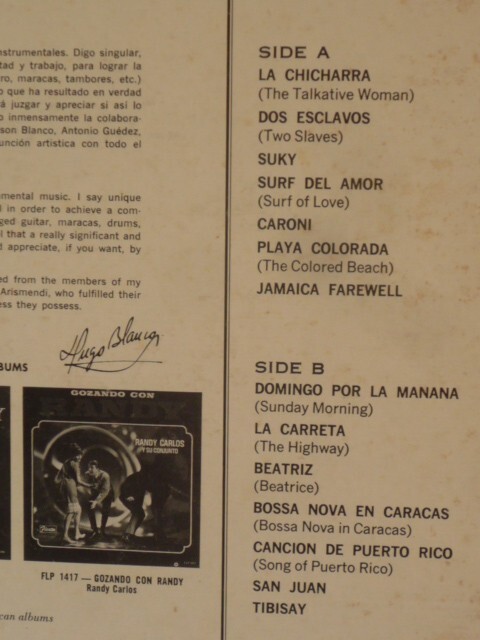 nstrumentales. Digo singular,
tad y trabajo, para lograr la
ro, maracas, tambores, etc.)
o que ha resultado en verdad
á juzgar y apreciar si así lo
o inmensamente la colabora-
son Blanco, Antonio Guédez,
unción artística con todo el
umental music. I say unique
l in order to achieve a com-
ged guitar, maracas, drums,
l that a really significant and
d appreciate, if you want, by
ed from the members of my
Arismendi, who fulfilled their
ess they possess.
Hugo Blanco
BUMS
GOZANDO CON
RANDY
RANDY CARLOS
Y SU CONJUNTO
FLP 1417 — GOZANDO CON RANDY
Randy Carlos
can albums
SIDE A
LA CHICHARRA
(The Talkative Woman)
DOS ESCLAVOS
(Two Slaves)
SUKY
SURF DEL AMOR
(Surf of Love)
CARONI
PLAYA COLORADA
(The Colored Beach)
JAMAICA FAREWELL
SIDE B
DOMINGO POR LA MANANA
(Sunday Morning)
LA CARRETA
(The Highway)
BEATRIZ
(Beatrice)
BOSSA NOVA EN CARACAS
(Bossa Nova in Caracas)
CANCION DE PUERTO RICO
(Song of Puerto Rico)
SAN JUAN
TIBISAY